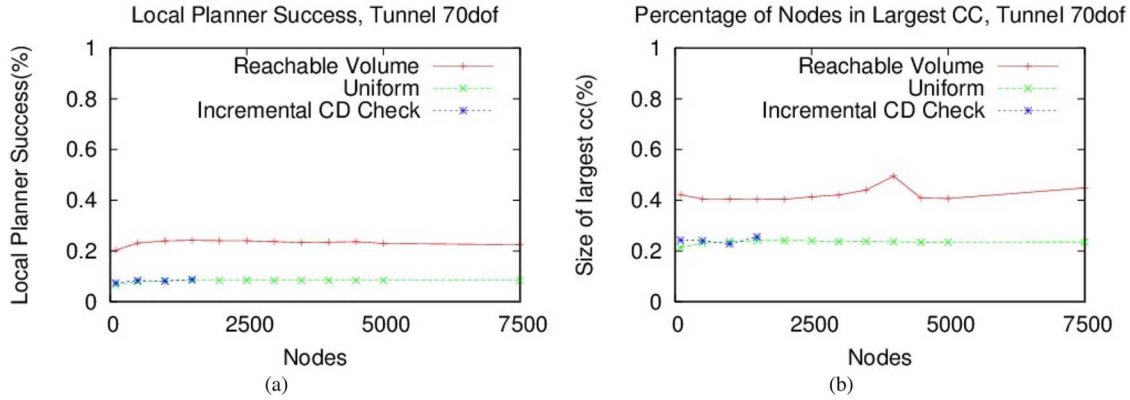 Local Planner Success, Tunnel 70dof
Local Planner Success(%)
1
0.8
0.6
0.4
0.2
0
Reachable Volume
Uniform
Incremental CD Check
0 2500 5000 7500
Nodes
(a)
Percentage of Nodes in Largest CC, Tunnel 70dof
Size of largest cc(%)
1
0.8
0.6
0.4
0.2
0
Reachable Volume
Uniform
Incremental CD Check
0 2500 5000 7500
Nodes
(b)